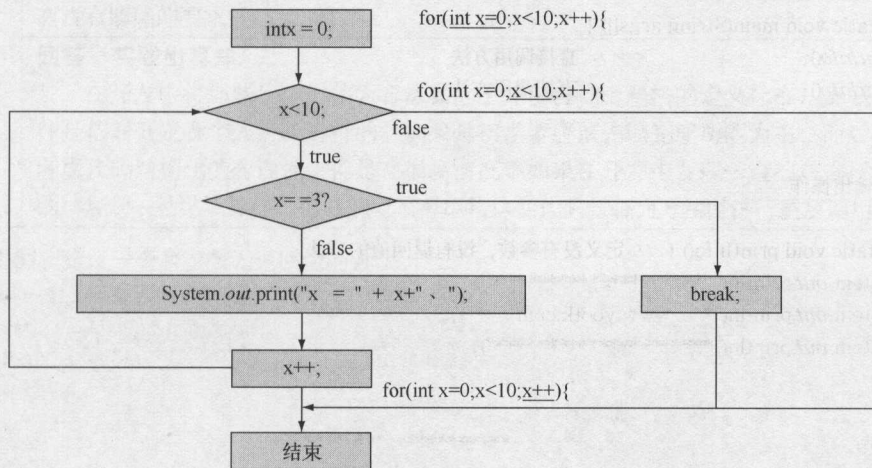 intx = 0;
for(int x=0;x<10;x++){
x<10;
for(int x=0;x<10;x++){
false
true
x==3?
true
false
System.out.print("x = " + x+" 、");
break;
x++;
for(int x=0;x<10;x++){
结束